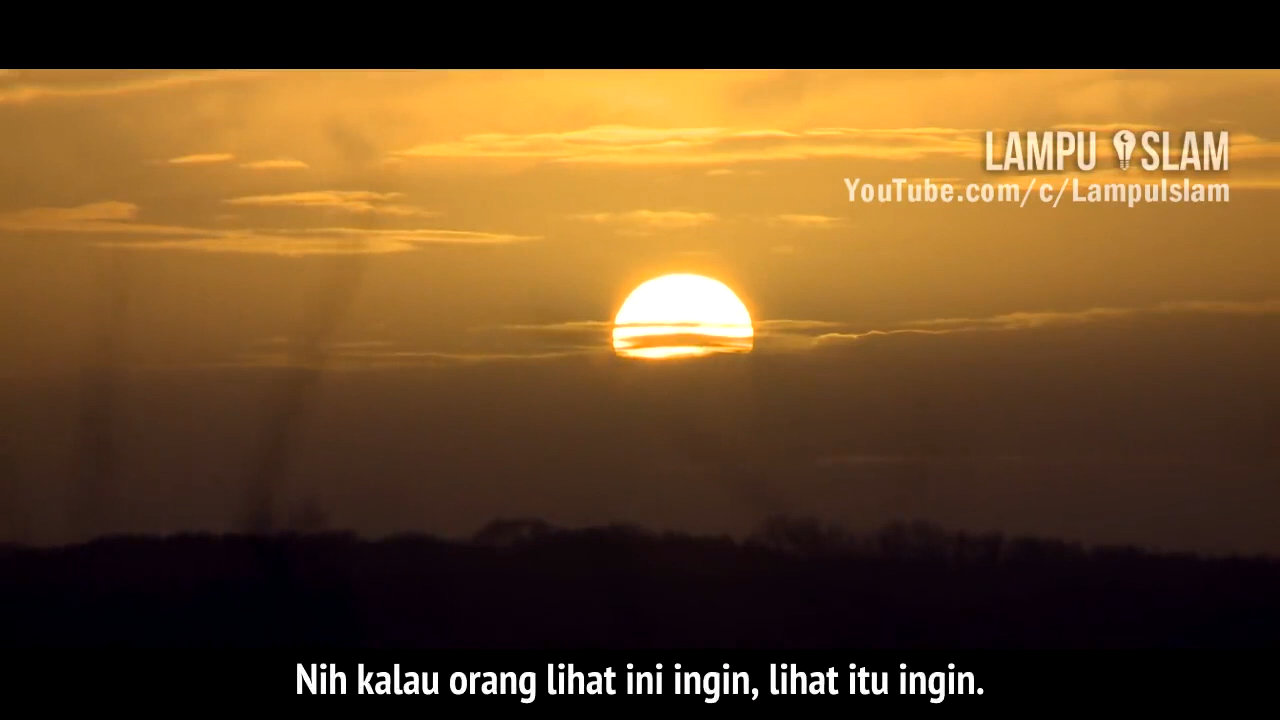 LAMPU ISLAM
YouTube.com/c/LampuIslam
Nih kalau orang lihat ini ingin, lihat itu ingin.